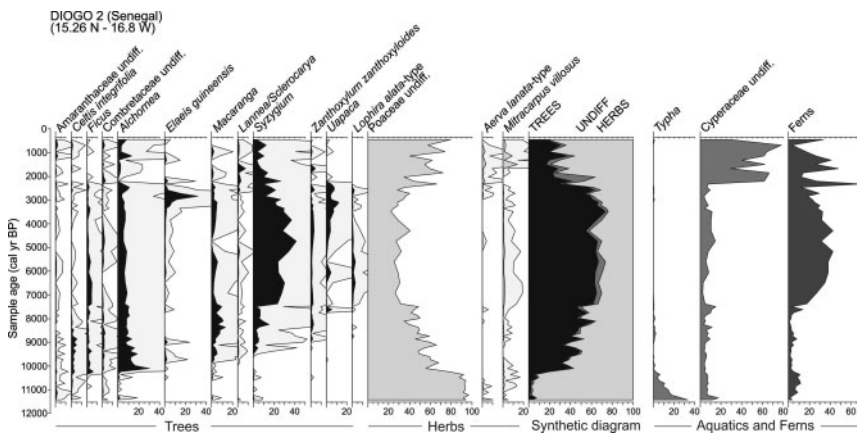 DIOGO 2 (Senegal)
(15.26 N - 16.8 W)
Amaranthaceae undiff.
Celtis integrifolia
Ficus
Combretaceae undiff.
Alchornea
Elaeis guineensis
Macaranga
Lannea/Sclerocarya
Syzygium
Zanthoxylum zanthoxyloides
Uapaca
Lophira alata-type
Poaceae undiff.
Aerva lanata-type
Mitracarpus villosus
TREES
UNDIFF
HERBS
Typha
Cyperaceae undiff.
Ferns
Sample age (cal yr BP)
0
1000
2000
3000
4000
5000
6000
7000
8000
9000
10000
11000
12000
20 40
20 40
20
20 40
20
20 40 60 80 100
20
20 40 60 80 100
20 40
20 40 60 80
20 40 60
Trees
Herbs
Synthetic diagram
Aquatics and Ferns